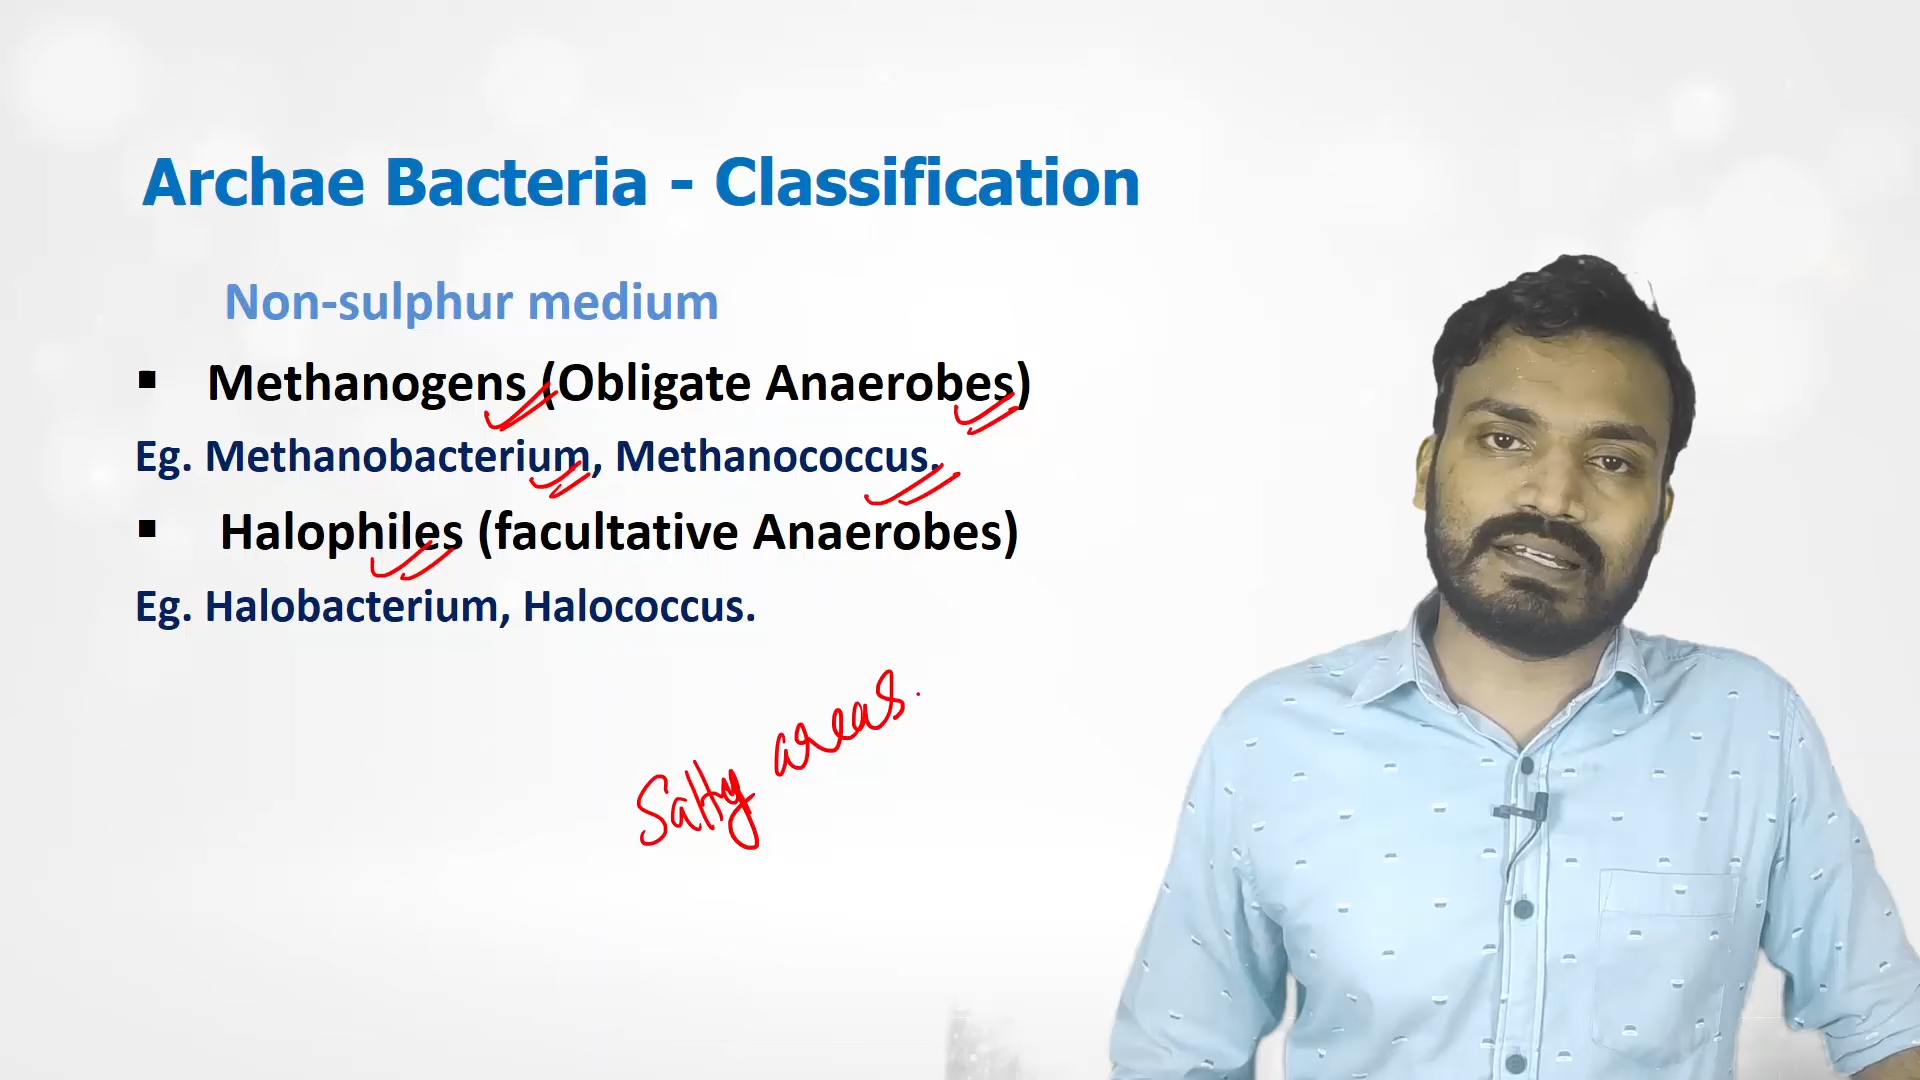 Archae Bacteria - Classification
Non-sulphur medium
▪ Methanogens (Obligate Anaerobes)
Eg. Methanobacterium, Methanococcus.
▪ Halophiles (facultative Anaerobes)
Eg. Halobacterium, Halococcus.
Salty areas.